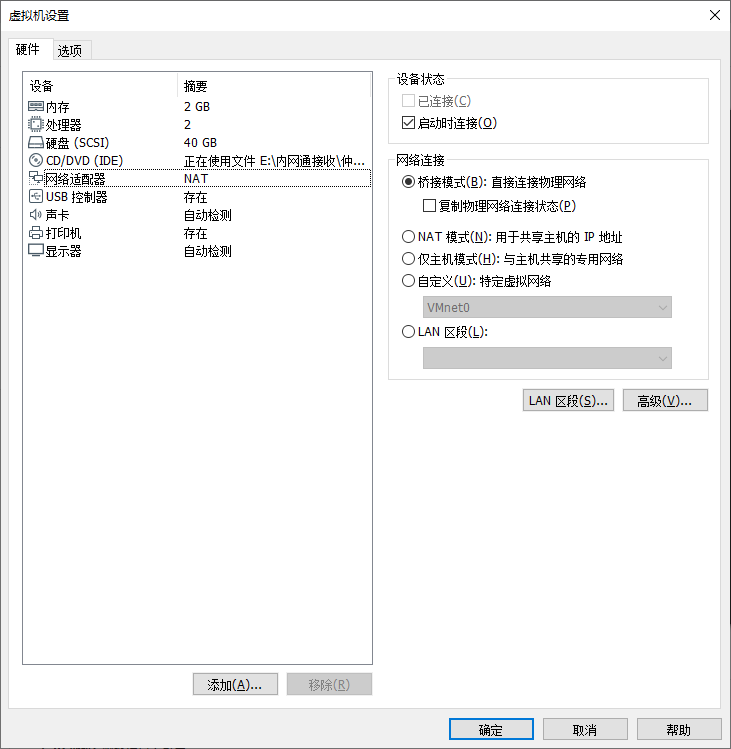 虚拟机设置
硬件 选项
设备 摘要
内存 2 GB
处理器 2
硬盘 (SCSI) 40 GB
CD/DVD (IDE) 正在使用文件 E:\内网通接收\仲...
网络适配器 NAT
USB 控制器 存在
声卡 自动检测
打印机 存在
显示器 自动检测
添加(A)... 移除(R)
设备状态
已连接(C)
启动时连接(O)
网络连接
桥接模式(B): 直接连接物理网络
复制物理网络连接状态(P)
NAT 模式(N): 用于共享主机的 IP 地址
仅主机模式(H): 与主机共享的专用网络
自定义(U): 特定虚拟网络
VMnet0
LAN 区段(L):
LAN 区段(S)... 高级(V)...
确定 取消 帮助